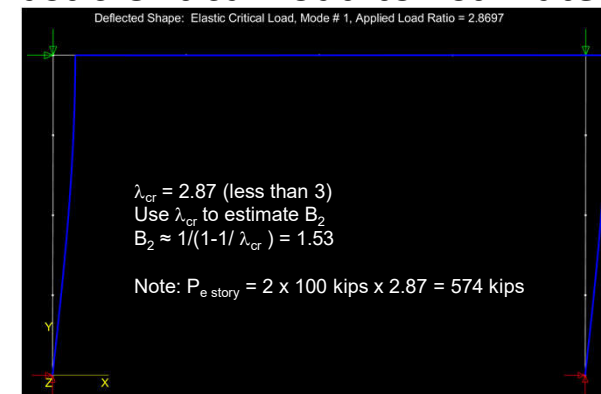 Deflected Shape: Elastic Critical Load, Mode # 1, Applied Load Ratio = 2.8697
λcr = 2.87 (less than 3)
Use λcr to estimate B2
B2 ≈ 1/(1-1/ λcr ) = 1.53
Note: Pe story = 2 x 100 kips x 2.87 = 574 kips
Y
Z X